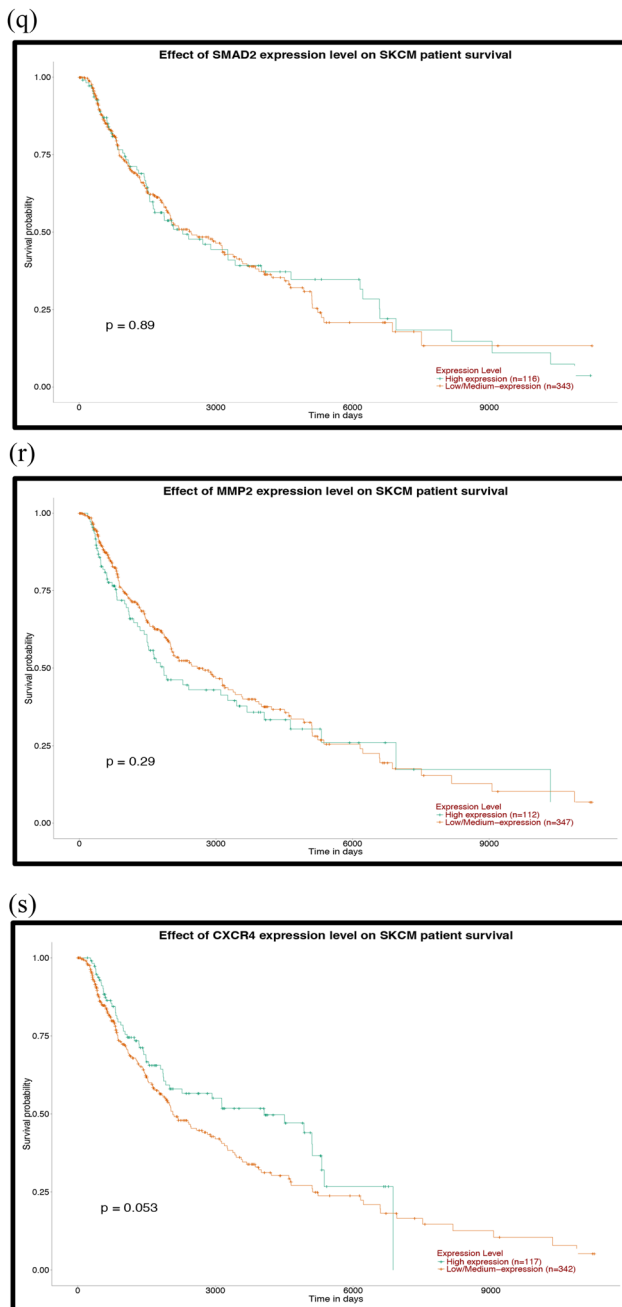 (q)
Effect of SMAD2 expression level on SKCM patient survival
1.00
0.75
0.50
0.25
0.00
Survival probability
p = 0.89
Expression Level
High expression (n=116)
Low/Medium-expression (n=343)
0 3000 6000 9000
Time in days
(r)
Effect of MMP2 expression level on SKCM patient survival
1.00
0.75
0.50
0.25
0.00
Survival probability
p = 0.29
Expression Level
High expression (n=112)
Low/Medium-expression (n=347)
0 3000 6000 9000
Time in days
(s)
Effect of CXCR4 expression level on SKCM patient survival
1.00
0.75
0.50
0.25
0.00
Survival probability
p = 0.053
Expression Level
High expression (n=117)
Low/Medium-expression (n=342)
0 3000 6000 9000
Time in days